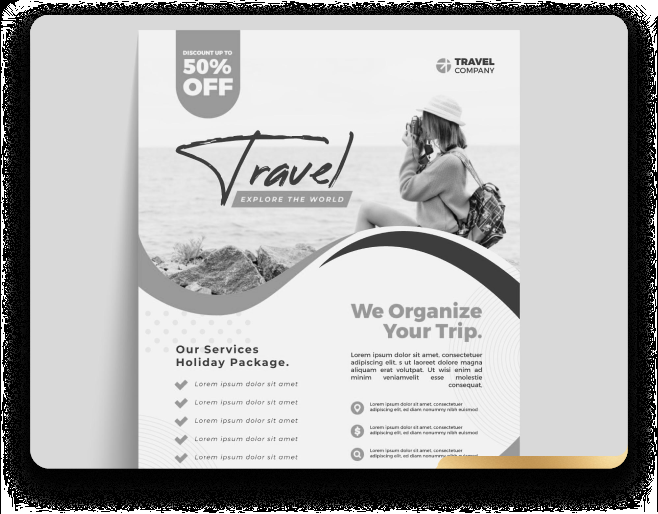 DISCOUNT UP TO
50%
OFF
TRAVEL
COMPANY
Travel
EXPLORE THE WORLD
We Organize
Your Trip.
Lorem ipsum dolor sit amet, consectetuer
adipiscing elit, s ut laoreet dolore magna
aliquam erat volutpat. Ut wisi enim ad
minim veniamvelit esse molestie
consequat.
Our Services
Holiday Package.
Lorem ipsum dolor sit amet
Lorem ipsum dolor sit amet
Lorem ipsum dolor sit amet
Lorem ipsum dolor sit amet
Lorem ipsum dolor sit amet
Lorem ipsum dolor sit amet, consectetuer
adipiscing elit, ad diam nonummy nibh euismod
Lorem ipsum dolor sit amet, consectetuer
adipiscing elit, ad diam nonummy nibh euismod
Lorem ipsum dolor sit amet, consectetuer
adipiscing elit, ad diam nonummy nibh euismod